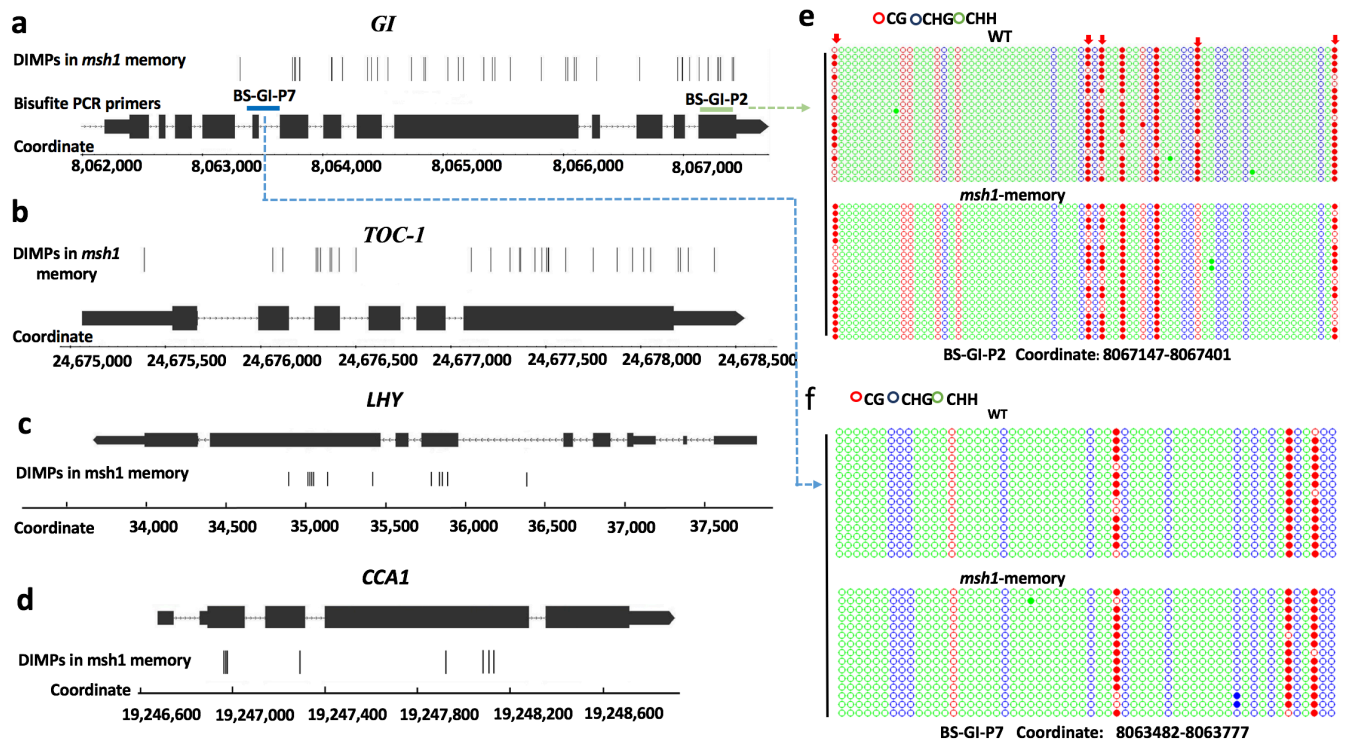 a
GI
DIMPs in msh1 memory
Bisufite PCR primers
BS-GI-P7
BS-GI-P2
Coordinate
8,062,000 8,063,000 8,064,000 8,065,000 8,066,000 8,067,000
b
TOC-1
DIMPs in msh1
memory
Coordinate
24,675,000 24,675,500 24,676,000 24,676,500 24,677,000 24,677,500 24,678,000 24,678,500
c
LHY
DIMPs in msh1 memory
Coordinate
34,000 34,500 35,000 35,500 36,000 36,500 37,000 37,500
d
CCA1
DIMPs in msh1 memory
Coordinate
19,246,600 19,247,000 19,247,400 19,247,800 19,248,200 19,248,600
e
CG CHG CHH
WT
msh1-memory
BS-GI-P2 Coordinate: 8067147-8067401
f
CG CHG CHH
WT
msh1-memory
BS-GI-P7 Coordinate: 8063482-8063777